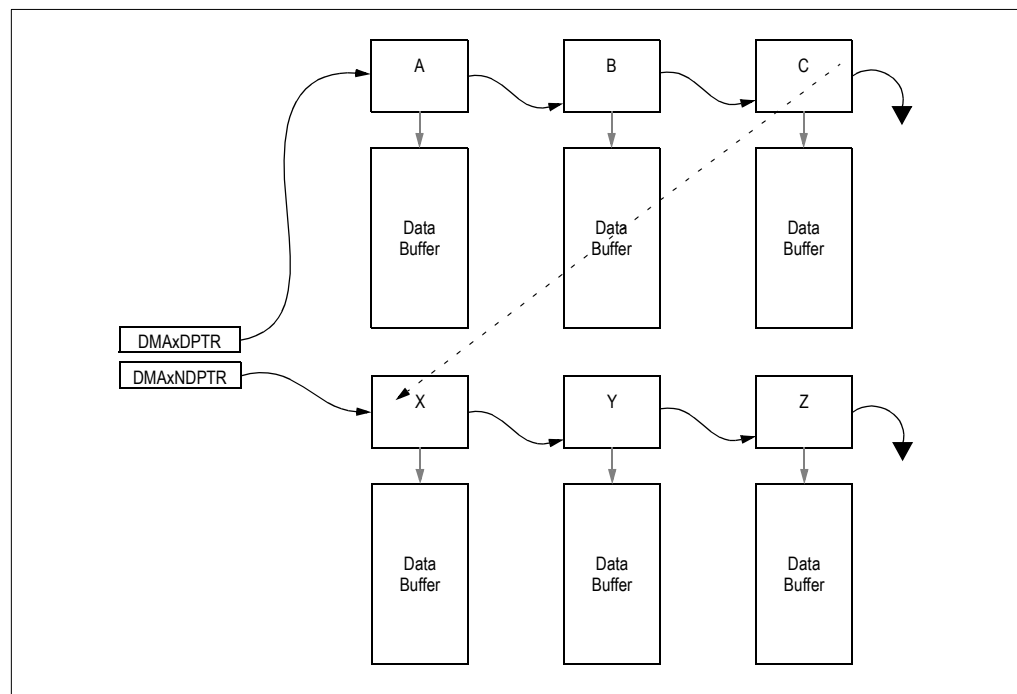 A B C
Data Data Data
Buffer Buffer Buffer
DMAxDPTR
DMAxNDPTR
X Y Z
Data Data Data
Buffer Buffer Buffer